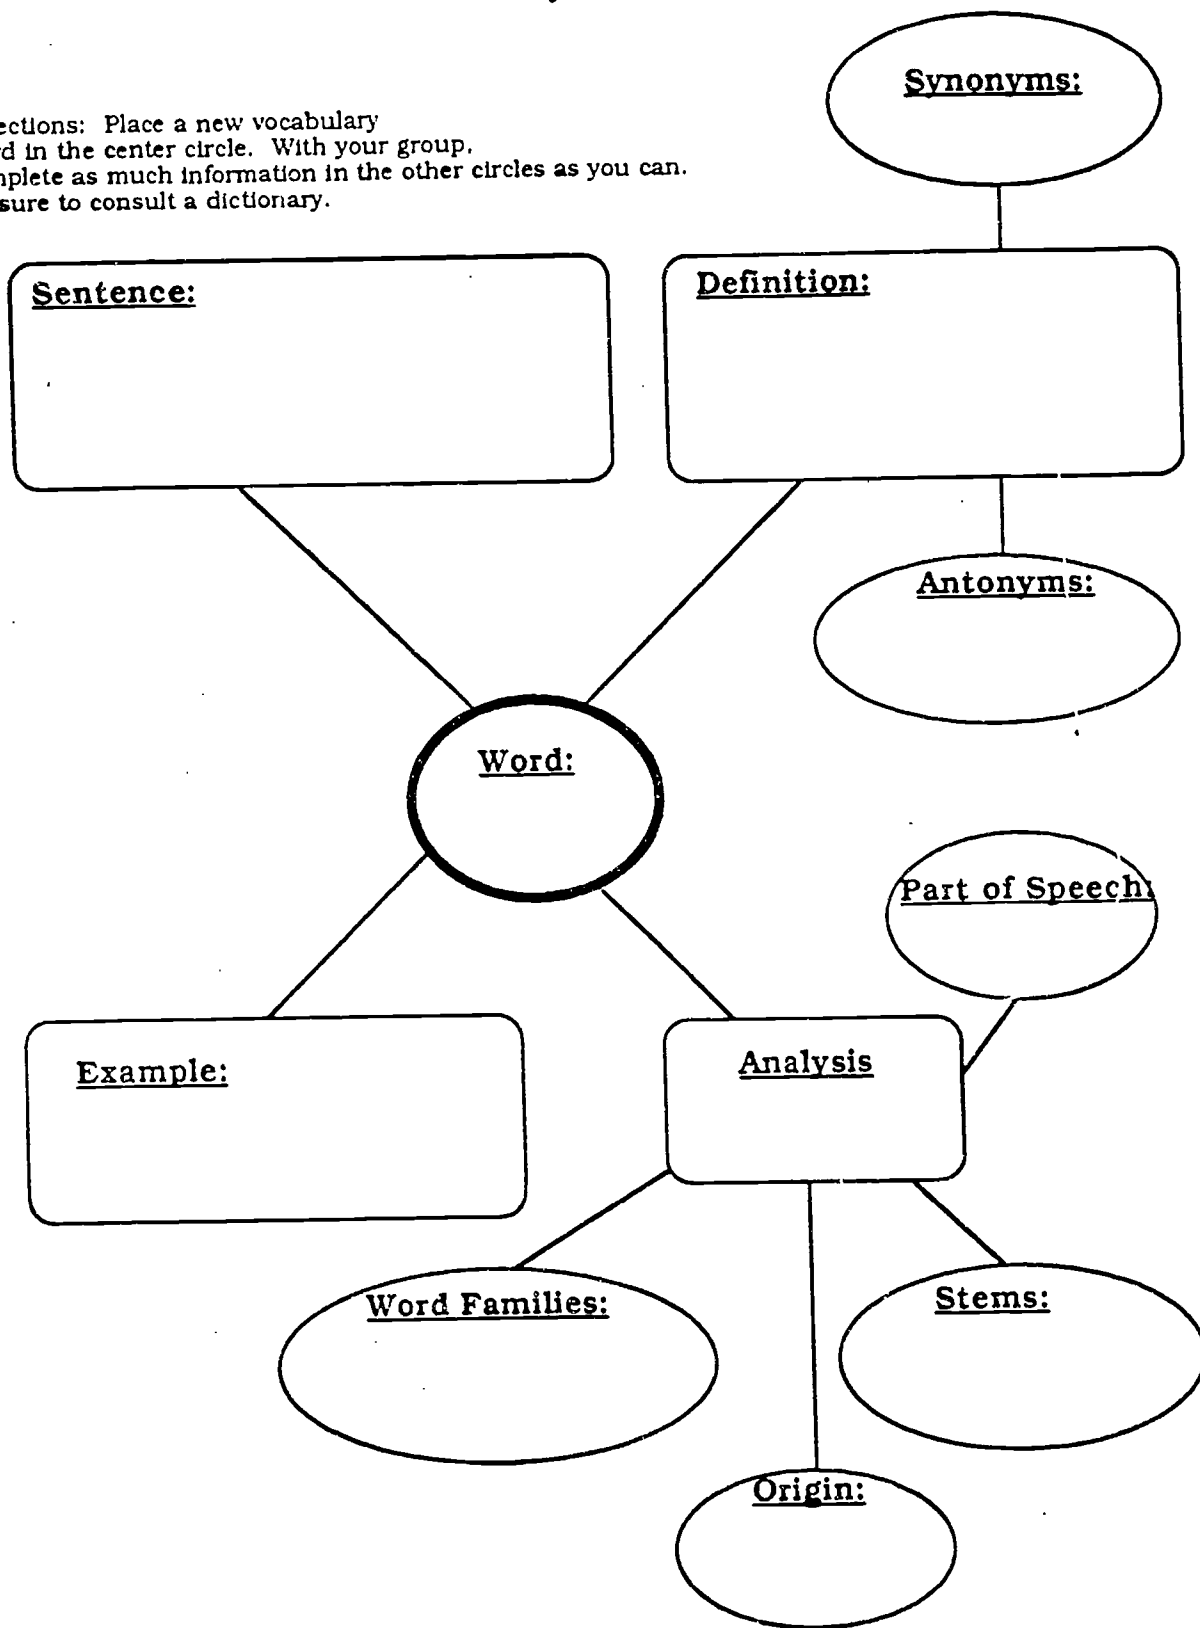 Synonyms:
ections: Place a new vocabulary
d in the center circle. With your group,
nplete as much information in the other circles as you can.
sure to consult a dictionary.
Sentence:
Definition:
Antonyms:
Word:
Part of Speech:
Example:
Analysis
Word Families:
Stems:
Origin: